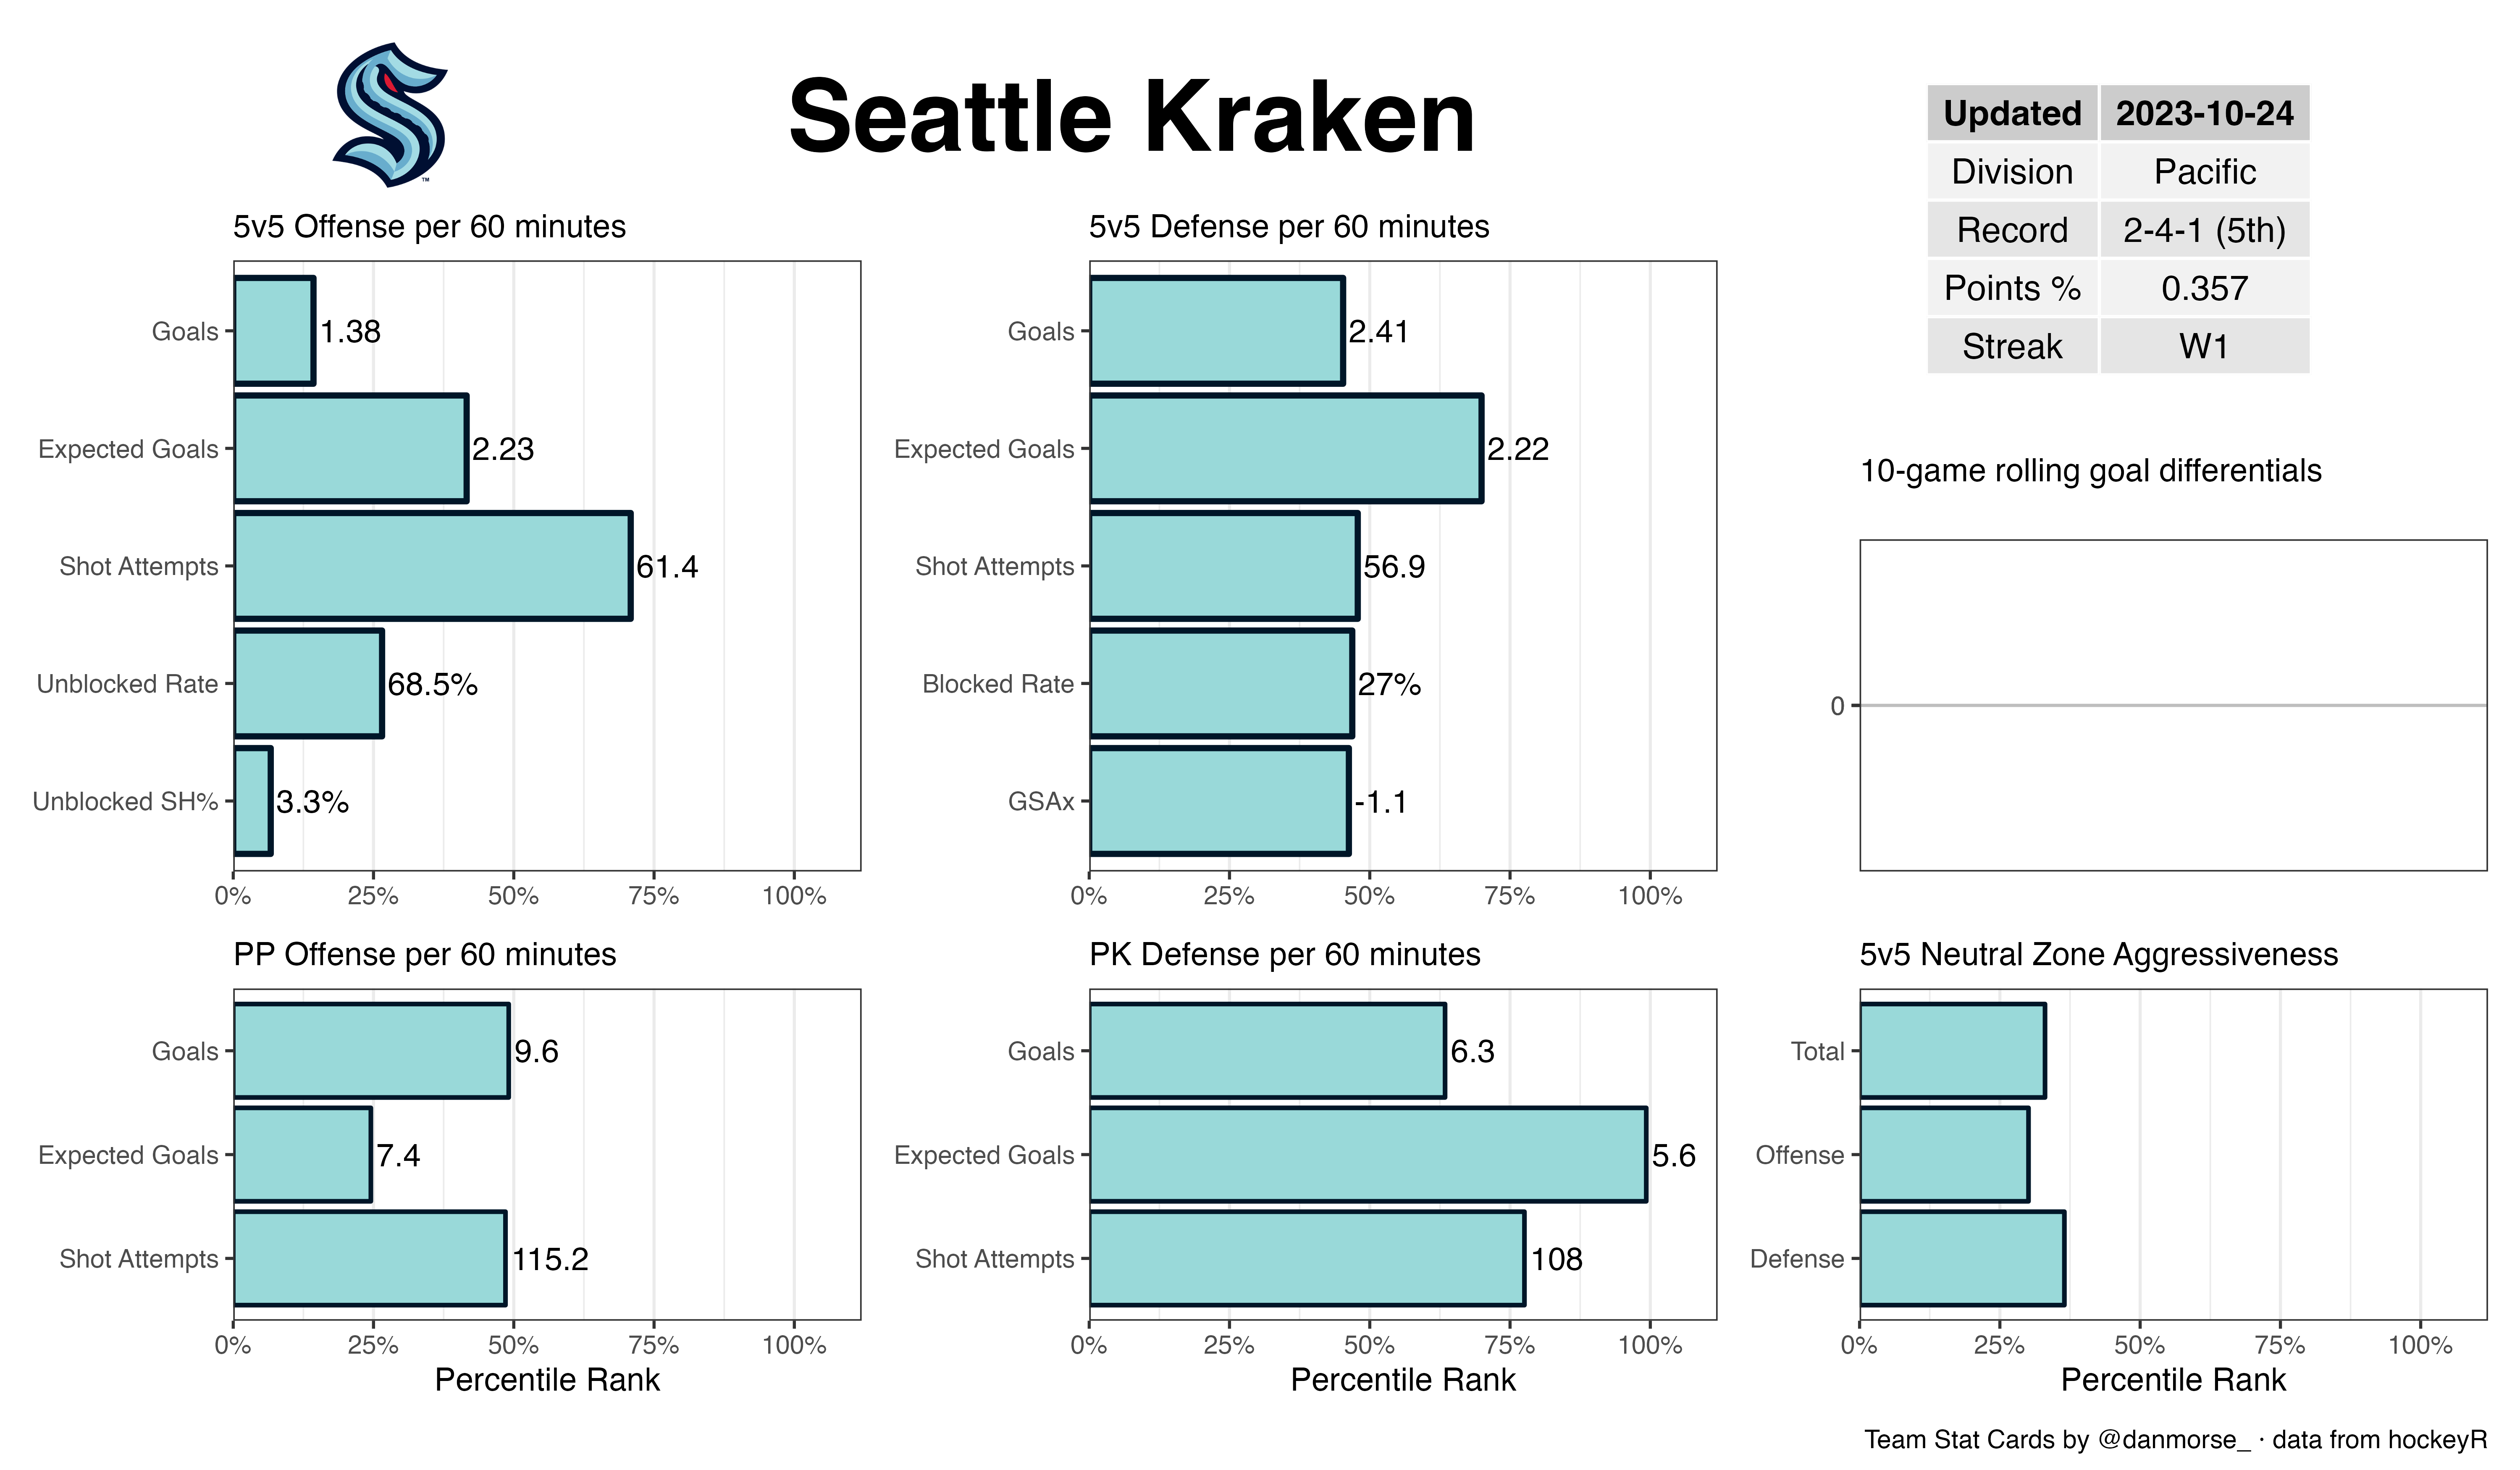 Seattle Kraken
TM
Updated 2023-10-24
Division Pacific
Record 2-4-1 (5th)
Points % 0.357
Streak W1
5v5 Offense per 60 minutes
Goals 1.38
Expected Goals 2.23
Shot Attempts 61.4
Unblocked Rate 68.5%
Unblocked SH% 3.3%
0% 25% 50% 75% 100%
5v5 Defense per 60 minutes
Goals 2.41
Expected Goals 2.22
Shot Attempts 56.9
Blocked Rate 27%
GSAx -1.1
0% 25% 50% 75% 100%
10-game rolling goal differentials
0
PP Offense per 60 minutes
Goals 9.6
Expected Goals 7.4
Shot Attempts 115.2
0% 25% 50% 75% 100%
Percentile Rank
PK Defense per 60 minutes
Goals 6.3
Expected Goals 5.6
Shot Attempts 108
0% 25% 50% 75% 100%
Percentile Rank
5v5 Neutral Zone Aggressiveness
Total
Offense
Defense
0% 25% 50% 75% 100%
Percentile Rank
Team Stat Cards by @danmorse_ · data from hockeyR